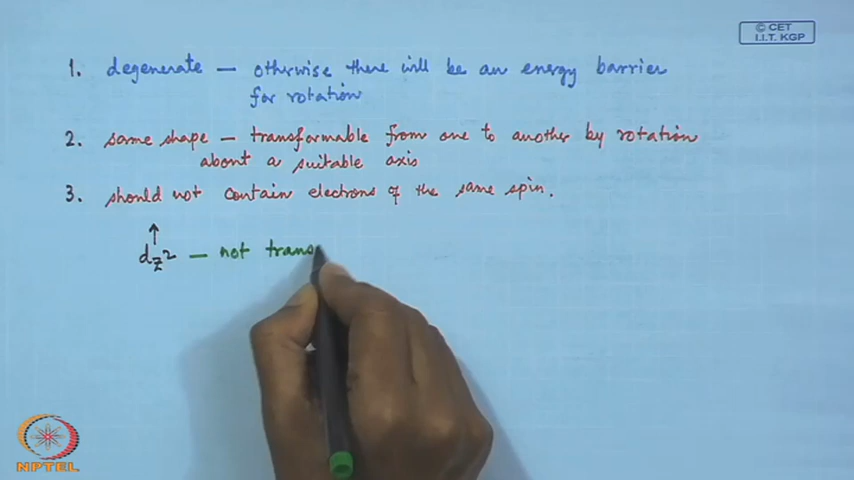 © CET
I.I.T. KGP
1. degenerate — otherwise there will be an energy barrier
for rotation
2. same shape — transformable from one to another by rotation
about a suitable axis
3. should not contain electrons of the same spin.
↑
dz2 — not trans
NPTEL